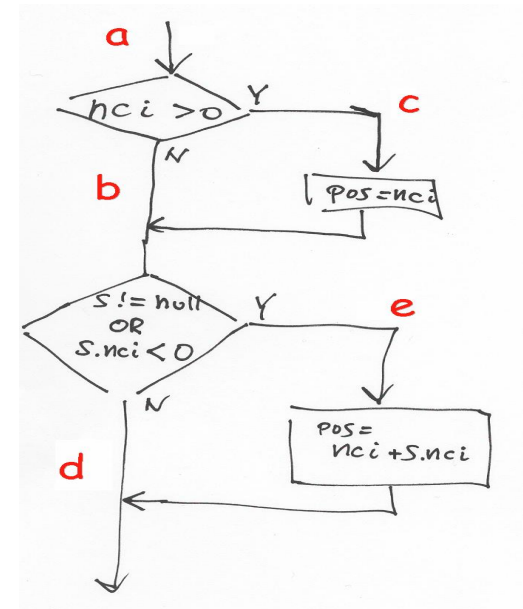 a
nci >0
Y
c
N
pos=nci
b
S != null
OR
S.nci < 0
Y
e
N
pos=
nci +S.nci
d